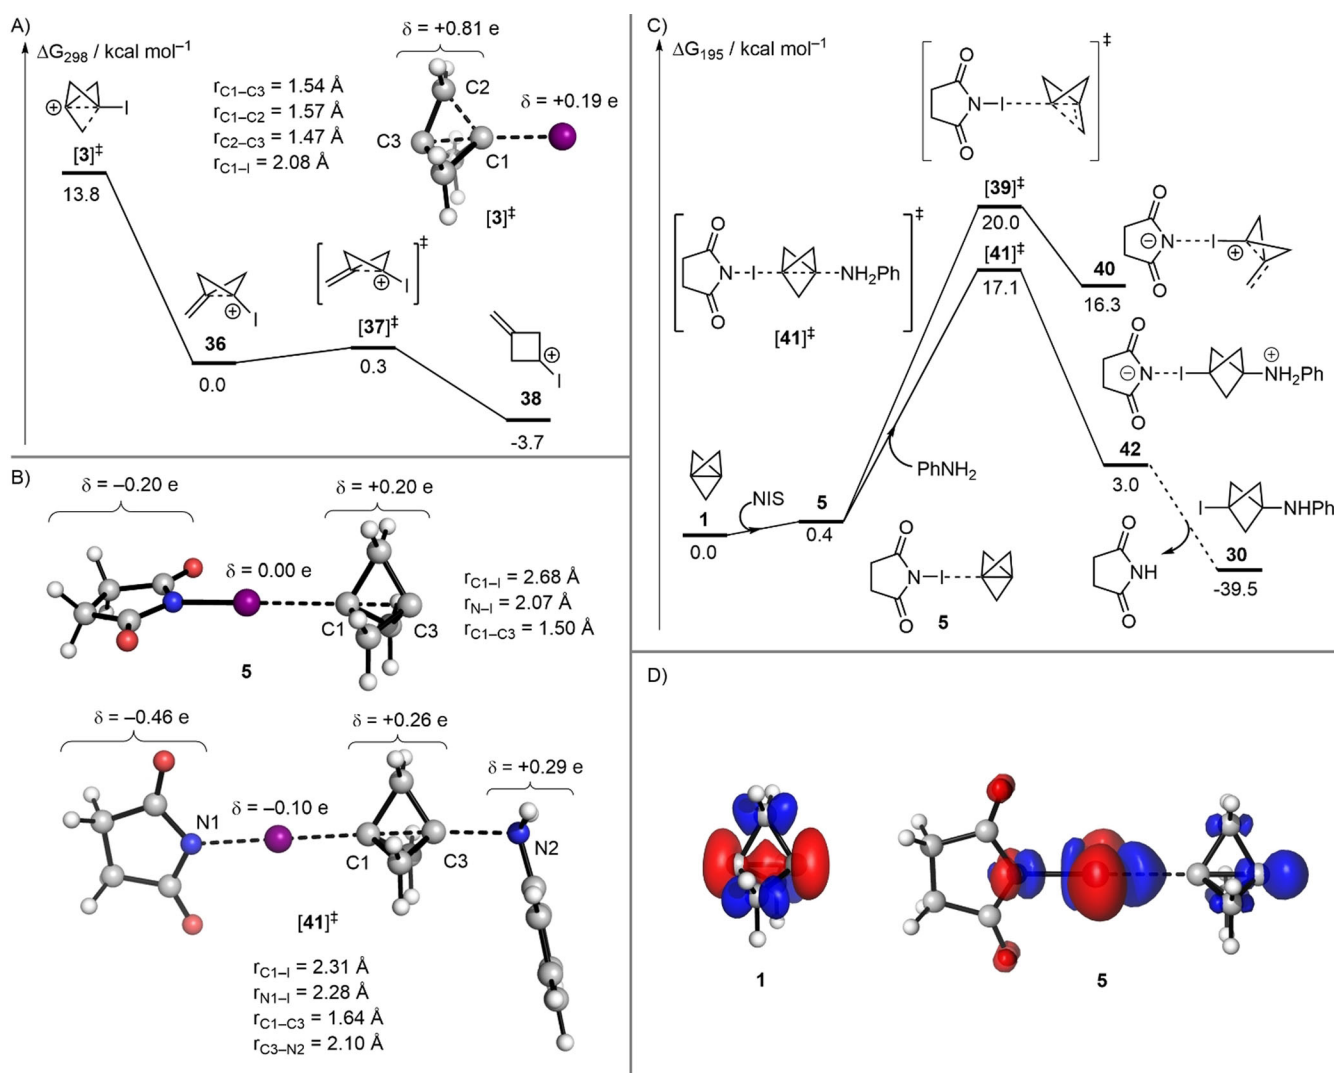 A)
ΔG298 / kcal mol–1
⊕
I
[3]‡
13.8
rC1–C3 = 1.54 Å
rC1–C2 = 1.57 Å
rC2–C3 = 1.47 Å
rC1–I = 2.08 Å
δ = +0.81 e
C2
δ = +0.19 e
C3
C1
[3]‡
⊕
I
36
0.0
‡
⊕
I
[37]‡
0.3
⊕
I
38
-3.7
B)
δ = –0.20 e
δ = 0.00 e
δ = +0.20 e
C1
C3
5
rC1–I = 2.68 Å
rN–I = 2.07 Å
rC1–C3 = 1.50 Å
δ = –0.46 e
δ = –0.10 e
δ = +0.26 e
δ = +0.29 e
N1
C1
C3
N2
[41]‡
rC1–I = 2.31 Å
rN1–I = 2.28 Å
rC1–C3 = 1.64 Å
rC3–N2 = 2.10 Å
C)
ΔG195 / kcal mol–1
‡
O
N
I
O
[39]‡
20.0
‡
O
N
I
NH2Ph
O
[41]‡
[41]‡
17.1
O
⊖
N
I
⊕
O
40
16.3
O
⊖
N
I
⊕
NH2Ph
O
42
3.0
PhNH2
1
0.0
NIS
5
0.4
O
N
I
O
5
O
NH
O
I
NHPh
30
-39.5
D)
1
5